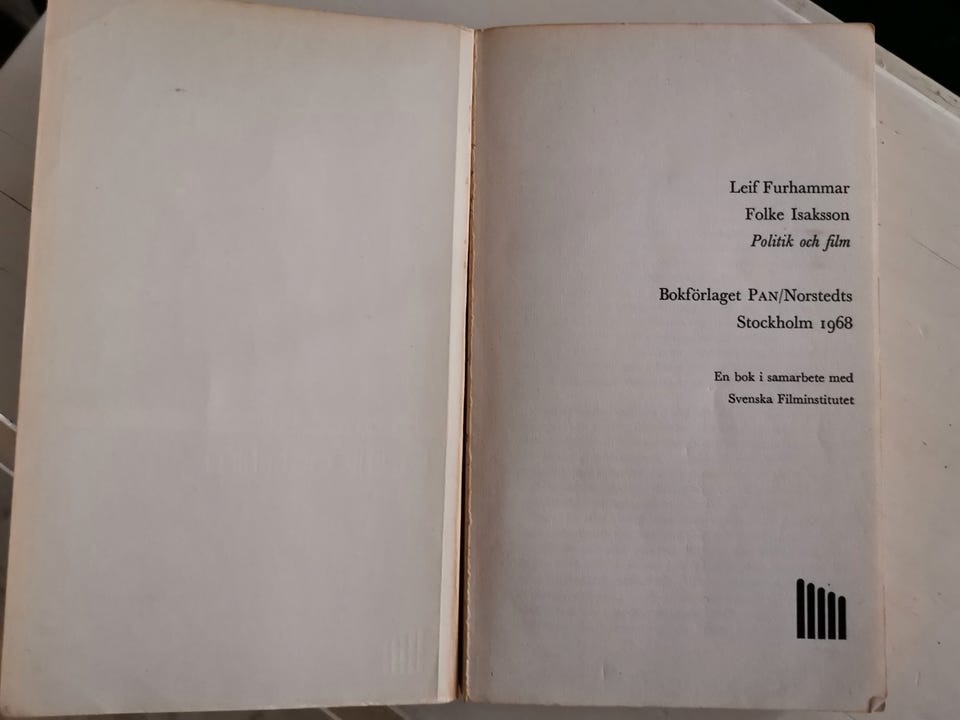 Leif Furhammar
Folke Isaksson
Politik och film
Bokförlaget PAN/Norstedts
Stockholm 1968
En bok i samarbete med
Svenska Filminstitutet